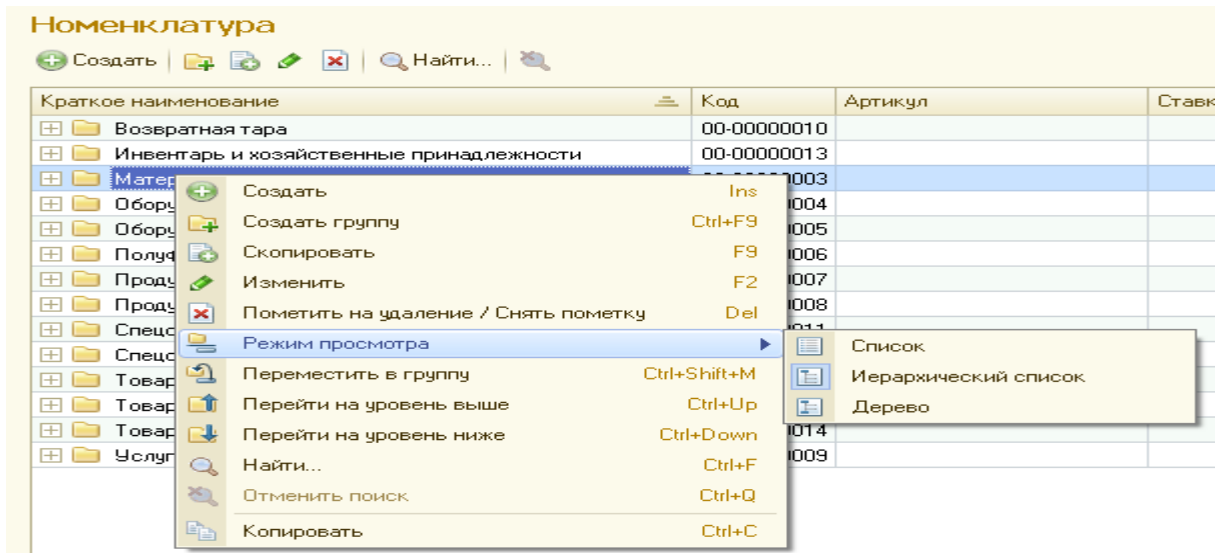 Номенклатура
Создать Найти...
Краткое наименование Код Артикул
Возвратная тара 00-00000010
Инвентарь и хозяйственные принадлежности 00-00000013
Создать Ins
Создать группу Ctrl+F9
Скопировать F9
Изменить F2
Пометить на удаление / Снять пометку Del
Режим просмотра
Переместить в группу Ctrl+Shift+M
Перейти на уровень выше Ctrl+Up
Перейти на уровень ниже Ctrl+Down
Найти... Ctrl+F
Отменить поиск Ctrl+Q
Копировать Ctrl+C
Список
Иерархический список
Дерево